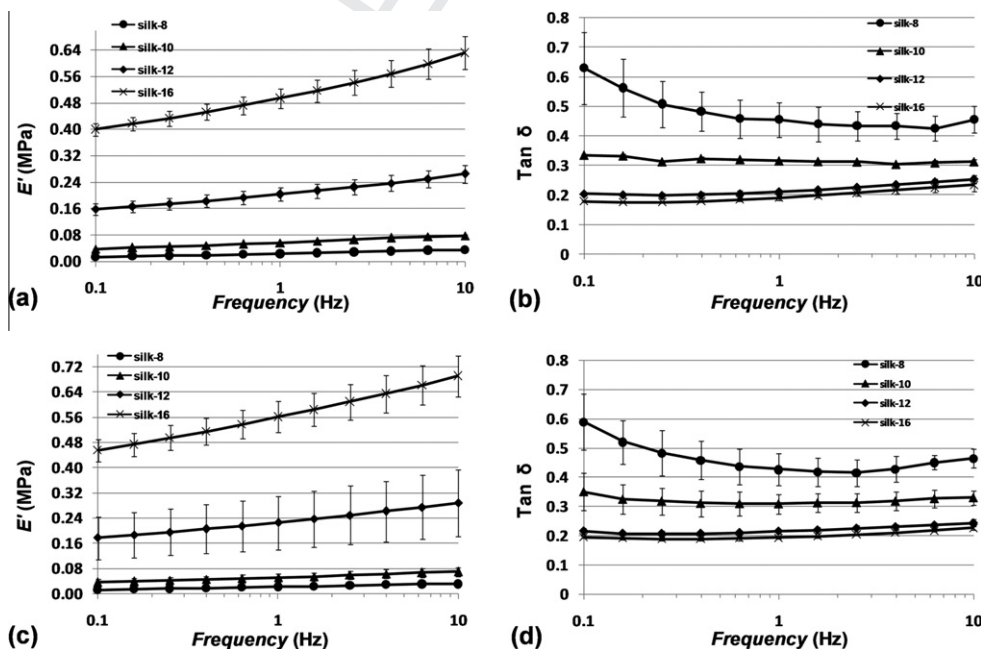 silk-8
silk-10
silk-12
silk-16
E' (MPa)
0.64
0.56
0.48
0.40
0.32
0.24
0.16
0.08
0.00
0.1
1
10
Frequency (Hz)
(a)
silk-8
silk-10
silk-12
silk-16
Tan δ
0.8
0.7
0.6
0.5
0.4
0.3
0.2
0.1
0
0.1
1
10
Frequency (Hz)
(b)
silk-8
silk-10
silk-12
silk-16
E' (MPa)
0.72
0.64
0.56
0.48
0.40
0.32
0.24
0.16
0.08
0.00
0.1
1
10
Frequency (Hz)
(c)
silk-8
silk-10
silk-12
silk-16
Tan δ
0.8
0.7
0.6
0.5
0.4
0.3
0.2
0.1
0
0.1
1
10
Frequency (Hz)
(d)